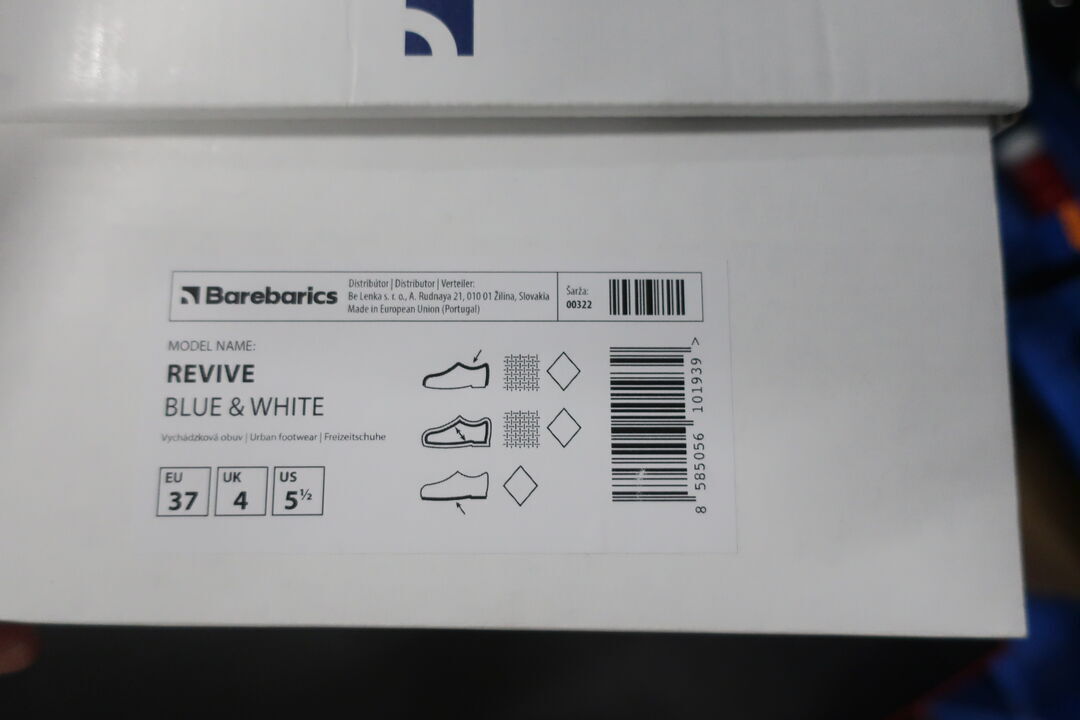 Barebarics
Distribútor | Distributor | Verteiler:
Be Lenka s. r. o., A. Rudnaya 21, 010 01 Žilina, Slovakia
Made in European Union (Portugal)
Šarža:
00322
MODEL NAME:
REVIVE
BLUE & WHITE
Vychádzková obuv | Urban footwear | Freizeitschuhe
EU
37
UK
4
US
5½
8 585056 101939 >